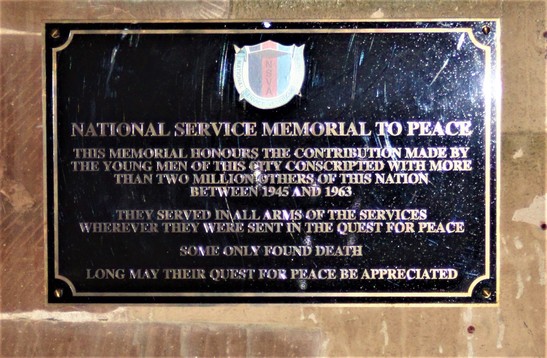 NSVA
NATIONAL SERVICE MEMORIAL TO PEACE
THIS MEMORIAL HONOURS THE CONTRIBUTION MADE BY
THE YOUNG MEN OF THIS CITY CONSCRIPTED WITH MORE
THAN TWO MILLION OTHERS OF THIS NATION
BETWEEN 1945 AND 1963
THEY SERVED IN ALL ARMS OF THE SERVICES
WHEREVER THEY WERE SENT IN THE QUEST FOR PEACE
SOME ONLY FOUND DEATH
LONG MAY THEIR QUEST FOR PEACE BE APPRECIATED